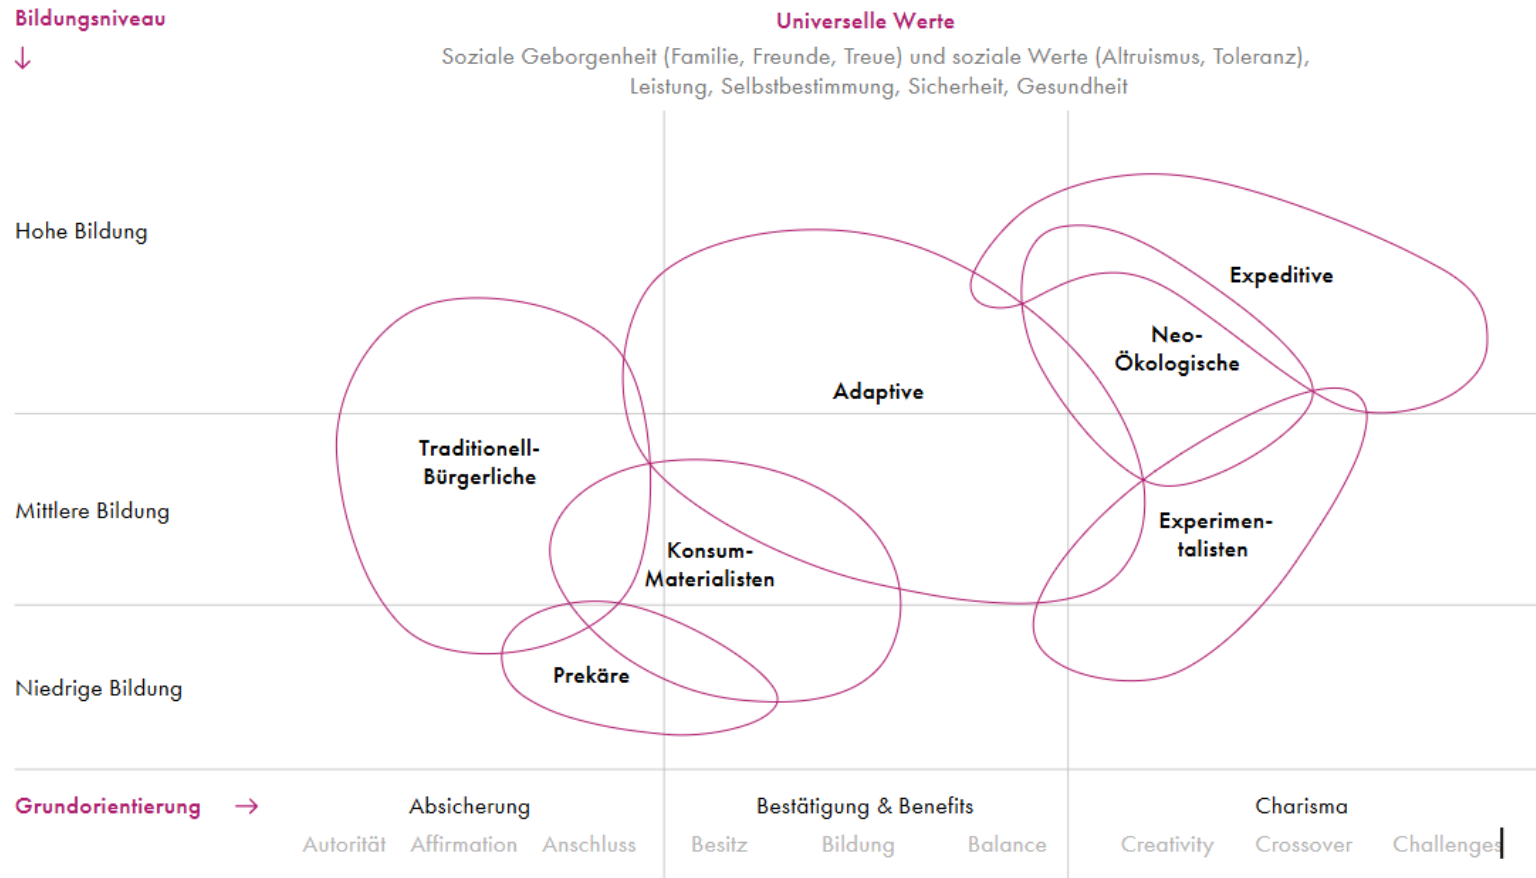 Bildungsniveau
↓
Universelle Werte
Soziale Geborgenheit (Familie, Freunde, Treue) und soziale Werte (Altruismus, Toleranz),
Leistung, Selbstbestimmung, Sicherheit, Gesundheit
Hohe Bildung
Expeditive
Neo-
Ökologische
Adaptive
Traditionell-
Bürgerliche
Mittlere Bildung
Experimen-
talisten
Konsum-
Materialisten
Prekäre
Niedrige Bildung
Grundorientierung → Absicherung Bestätigung & Benefits Charisma
Autorität Affirmation Anschluss Besitz Bildung Balance Creativity Crossover Challenges